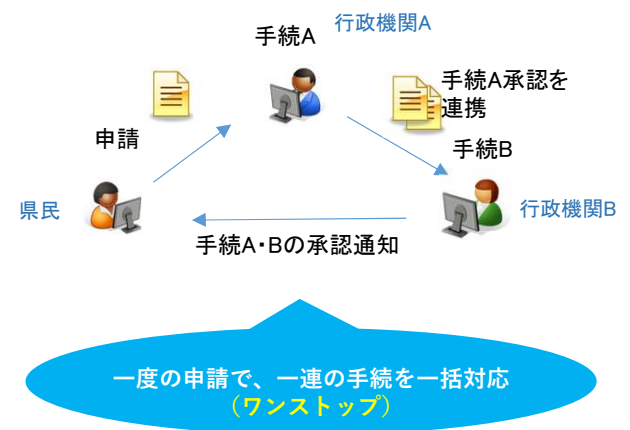 手続A
行政機関A
手続A承認を
連携
申請
手続B
県民
行政機関B
手続A・Bの承認通知
一度の申請で、一連の手続を一括対応
（ワンストップ）